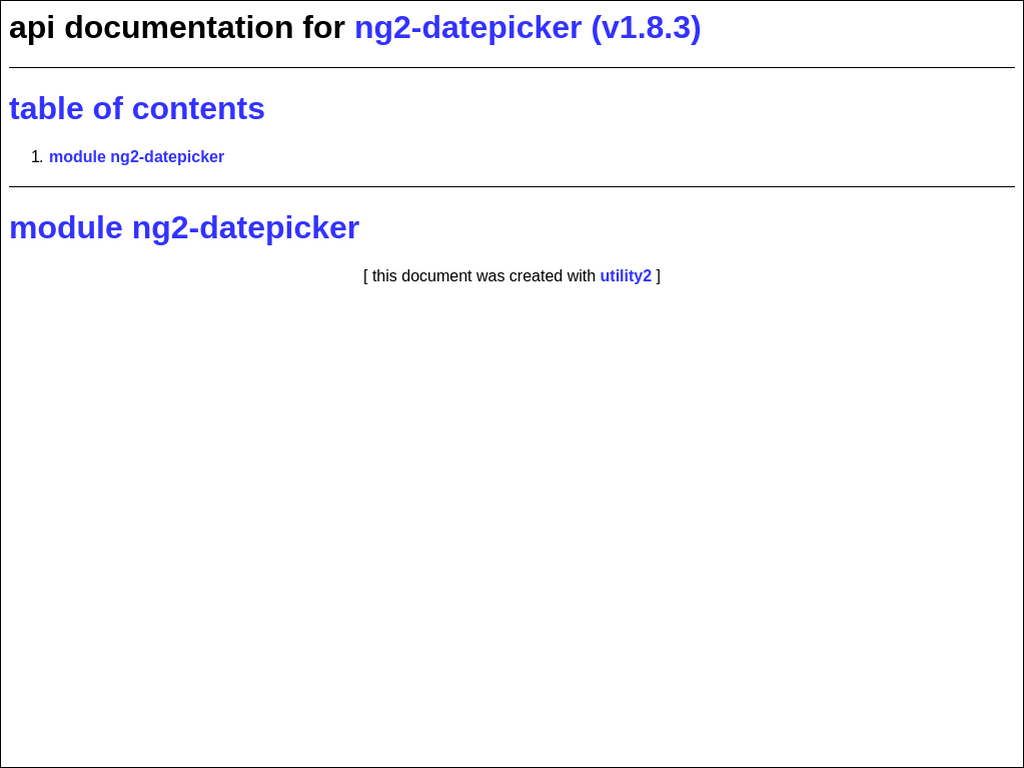 api documentation for ng2-datepicker (v1.8.3)
table of contents
1. module ng2-datepicker
module ng2-datepicker
[ this document was created with utility2 ]